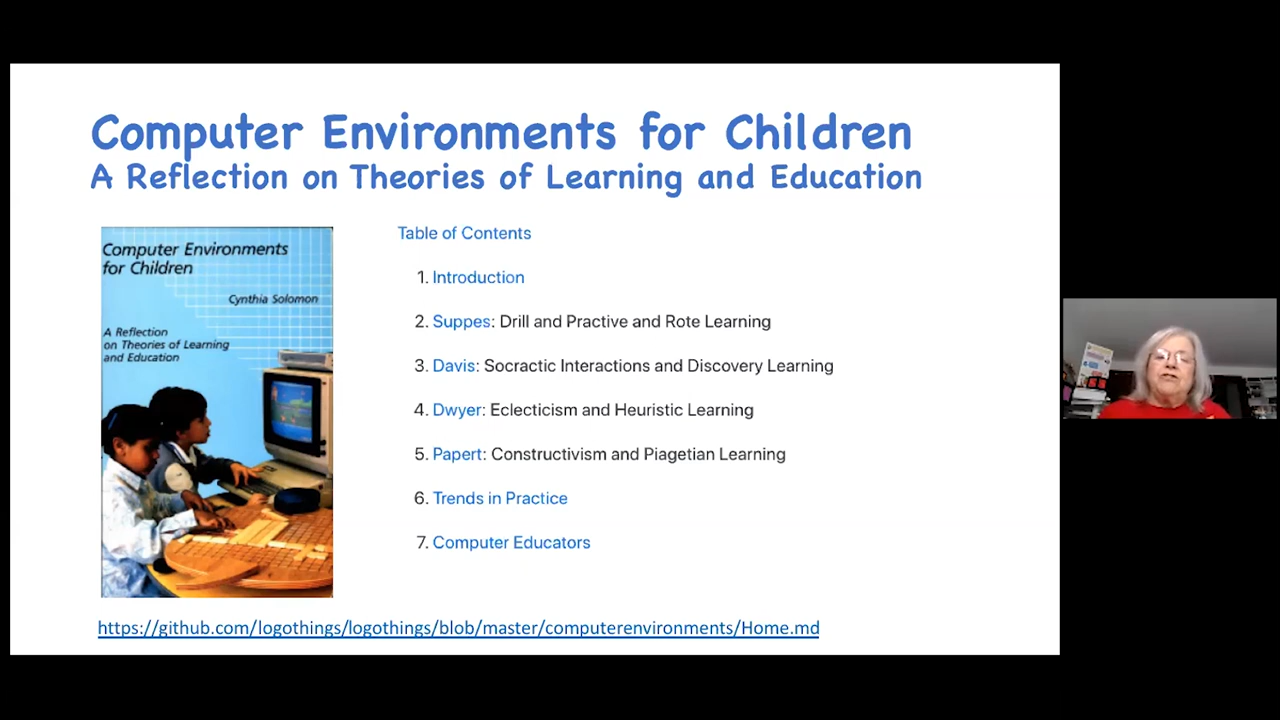 Computer Environments for Children
A Reflection on Theories of Learning and Education
Computer Environments
for Children
Cynthia Solomon
A Reflection
on Theories of Learning
and Education
Table of Contents
1. Introduction
2. Suppes: Drill and Practive and Rote Learning
3. Davis: Socractic Interactions and Discovery Learning
4. Dwyer: Eclecticism and Heuristic Learning
5. Papert: Constructivism and Piagetian Learning
6. Trends in Practice
7. Computer Educators
https://github.com/logothings/logothings/blob/master/computerenvironments/Home.md